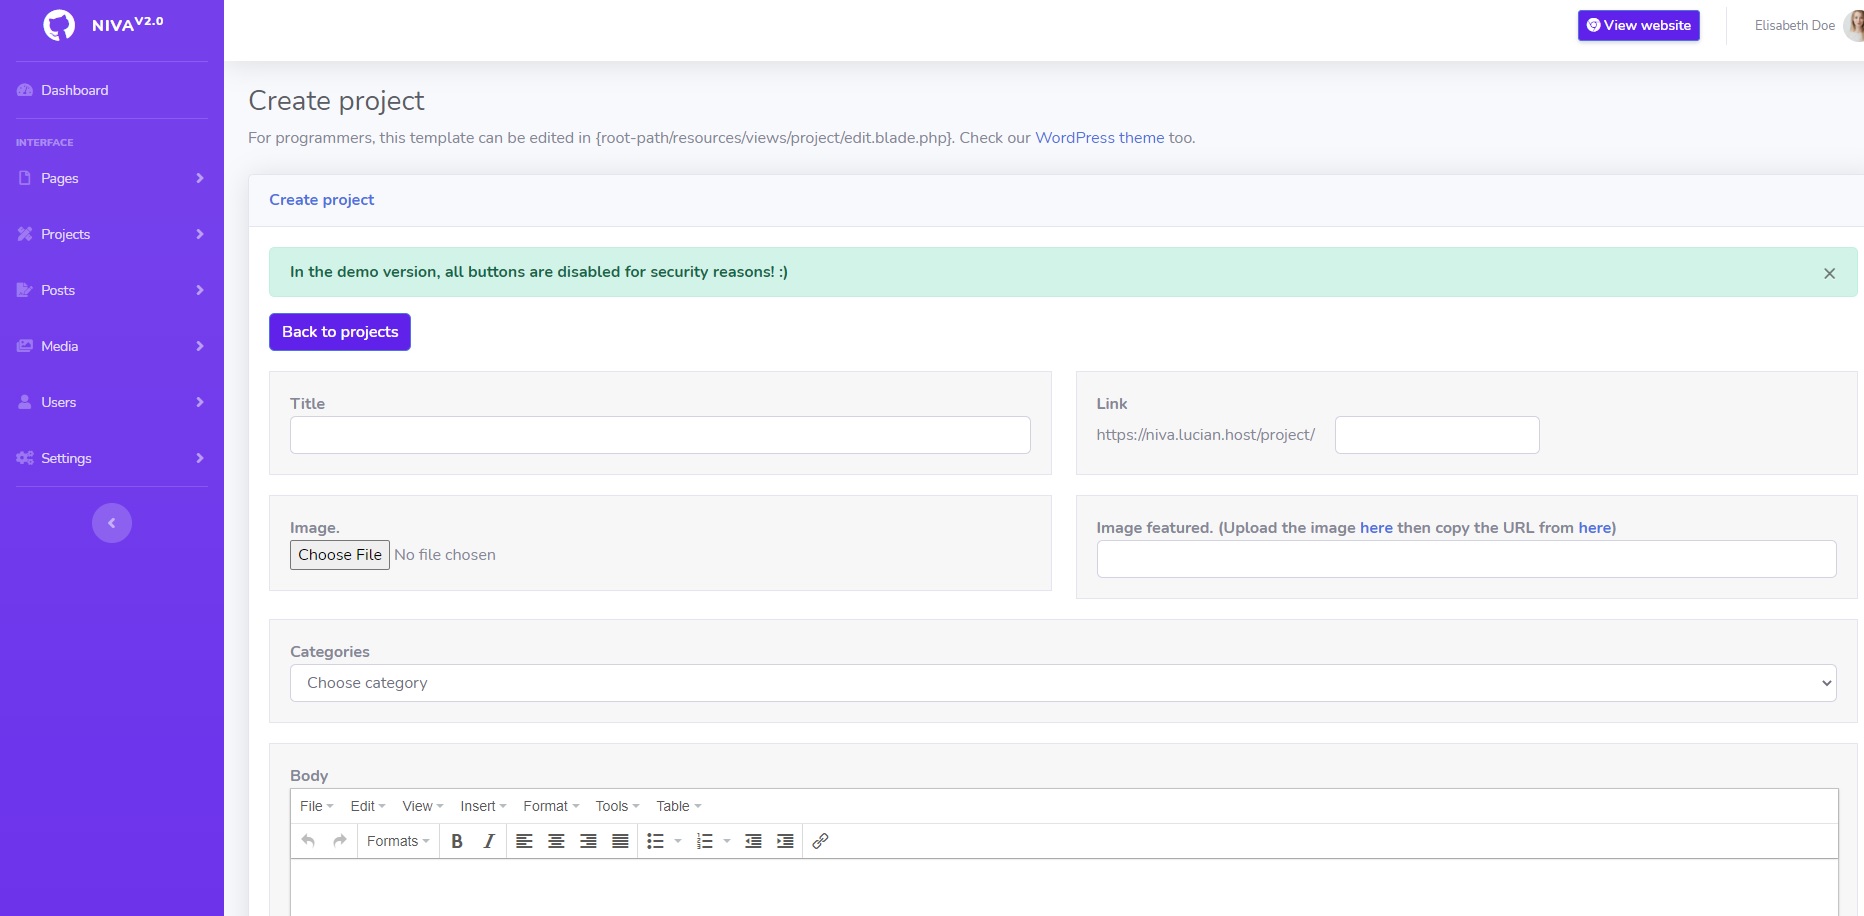 NIVA V2.0
View website
Elisabeth Doe
Dashboard
INTERFACE
Pages
Projects
Posts
Media
Users
Settings
Create project
For programmers, this template can be edited in {root-path/resources/views/project/edit.blade.php}. Check our WordPress theme too.
Create project
In the demo version, all buttons are disabled for security reasons! :)
×
Back to projects
Title
Link
https://niva.lucian.host/project/
Image.
Choose File No file chosen
Image featured. (Upload the image here then copy the URL from here)
Categories
Choose category
Body
File Edit View Insert Format Tools Table
Formats B I